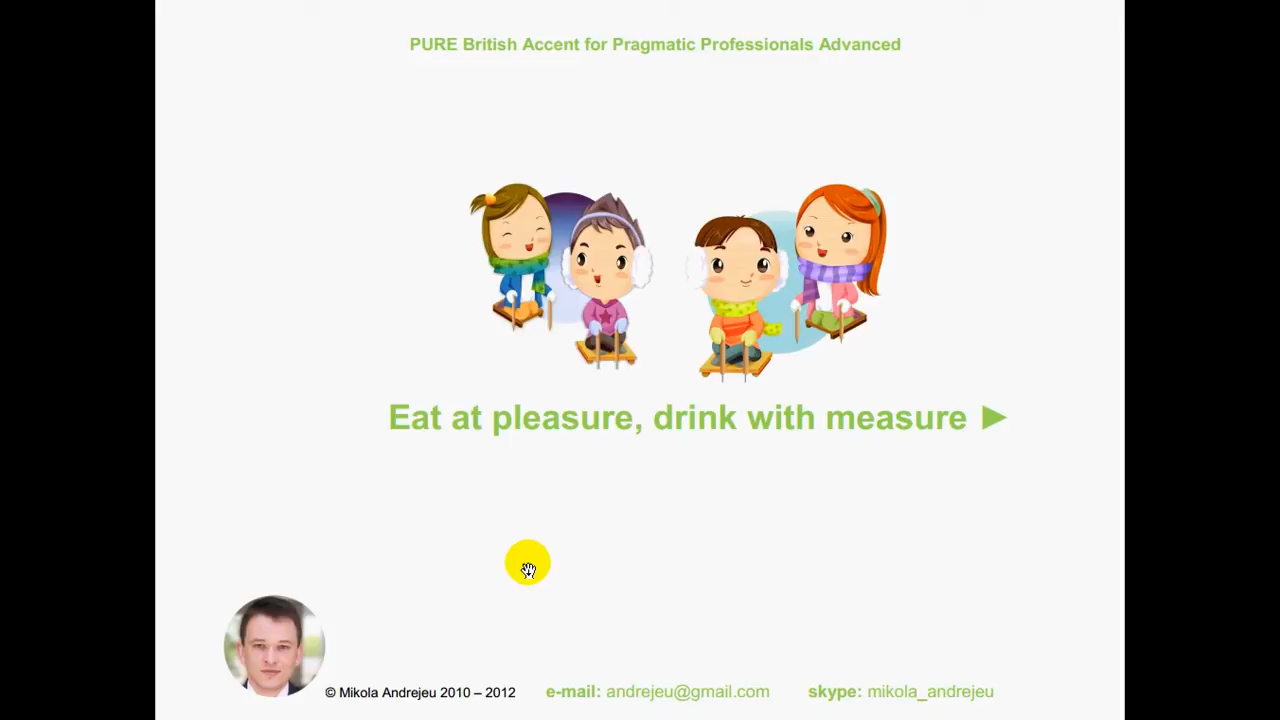 PURE British Accent for Pragmatic Professionals Advanced
Eat at pleasure, drink with measure ►
© Mikola Andrejeu 2010 – 2012 e-mail: andrejeu@gmail.com skype: mikola_andrejeu